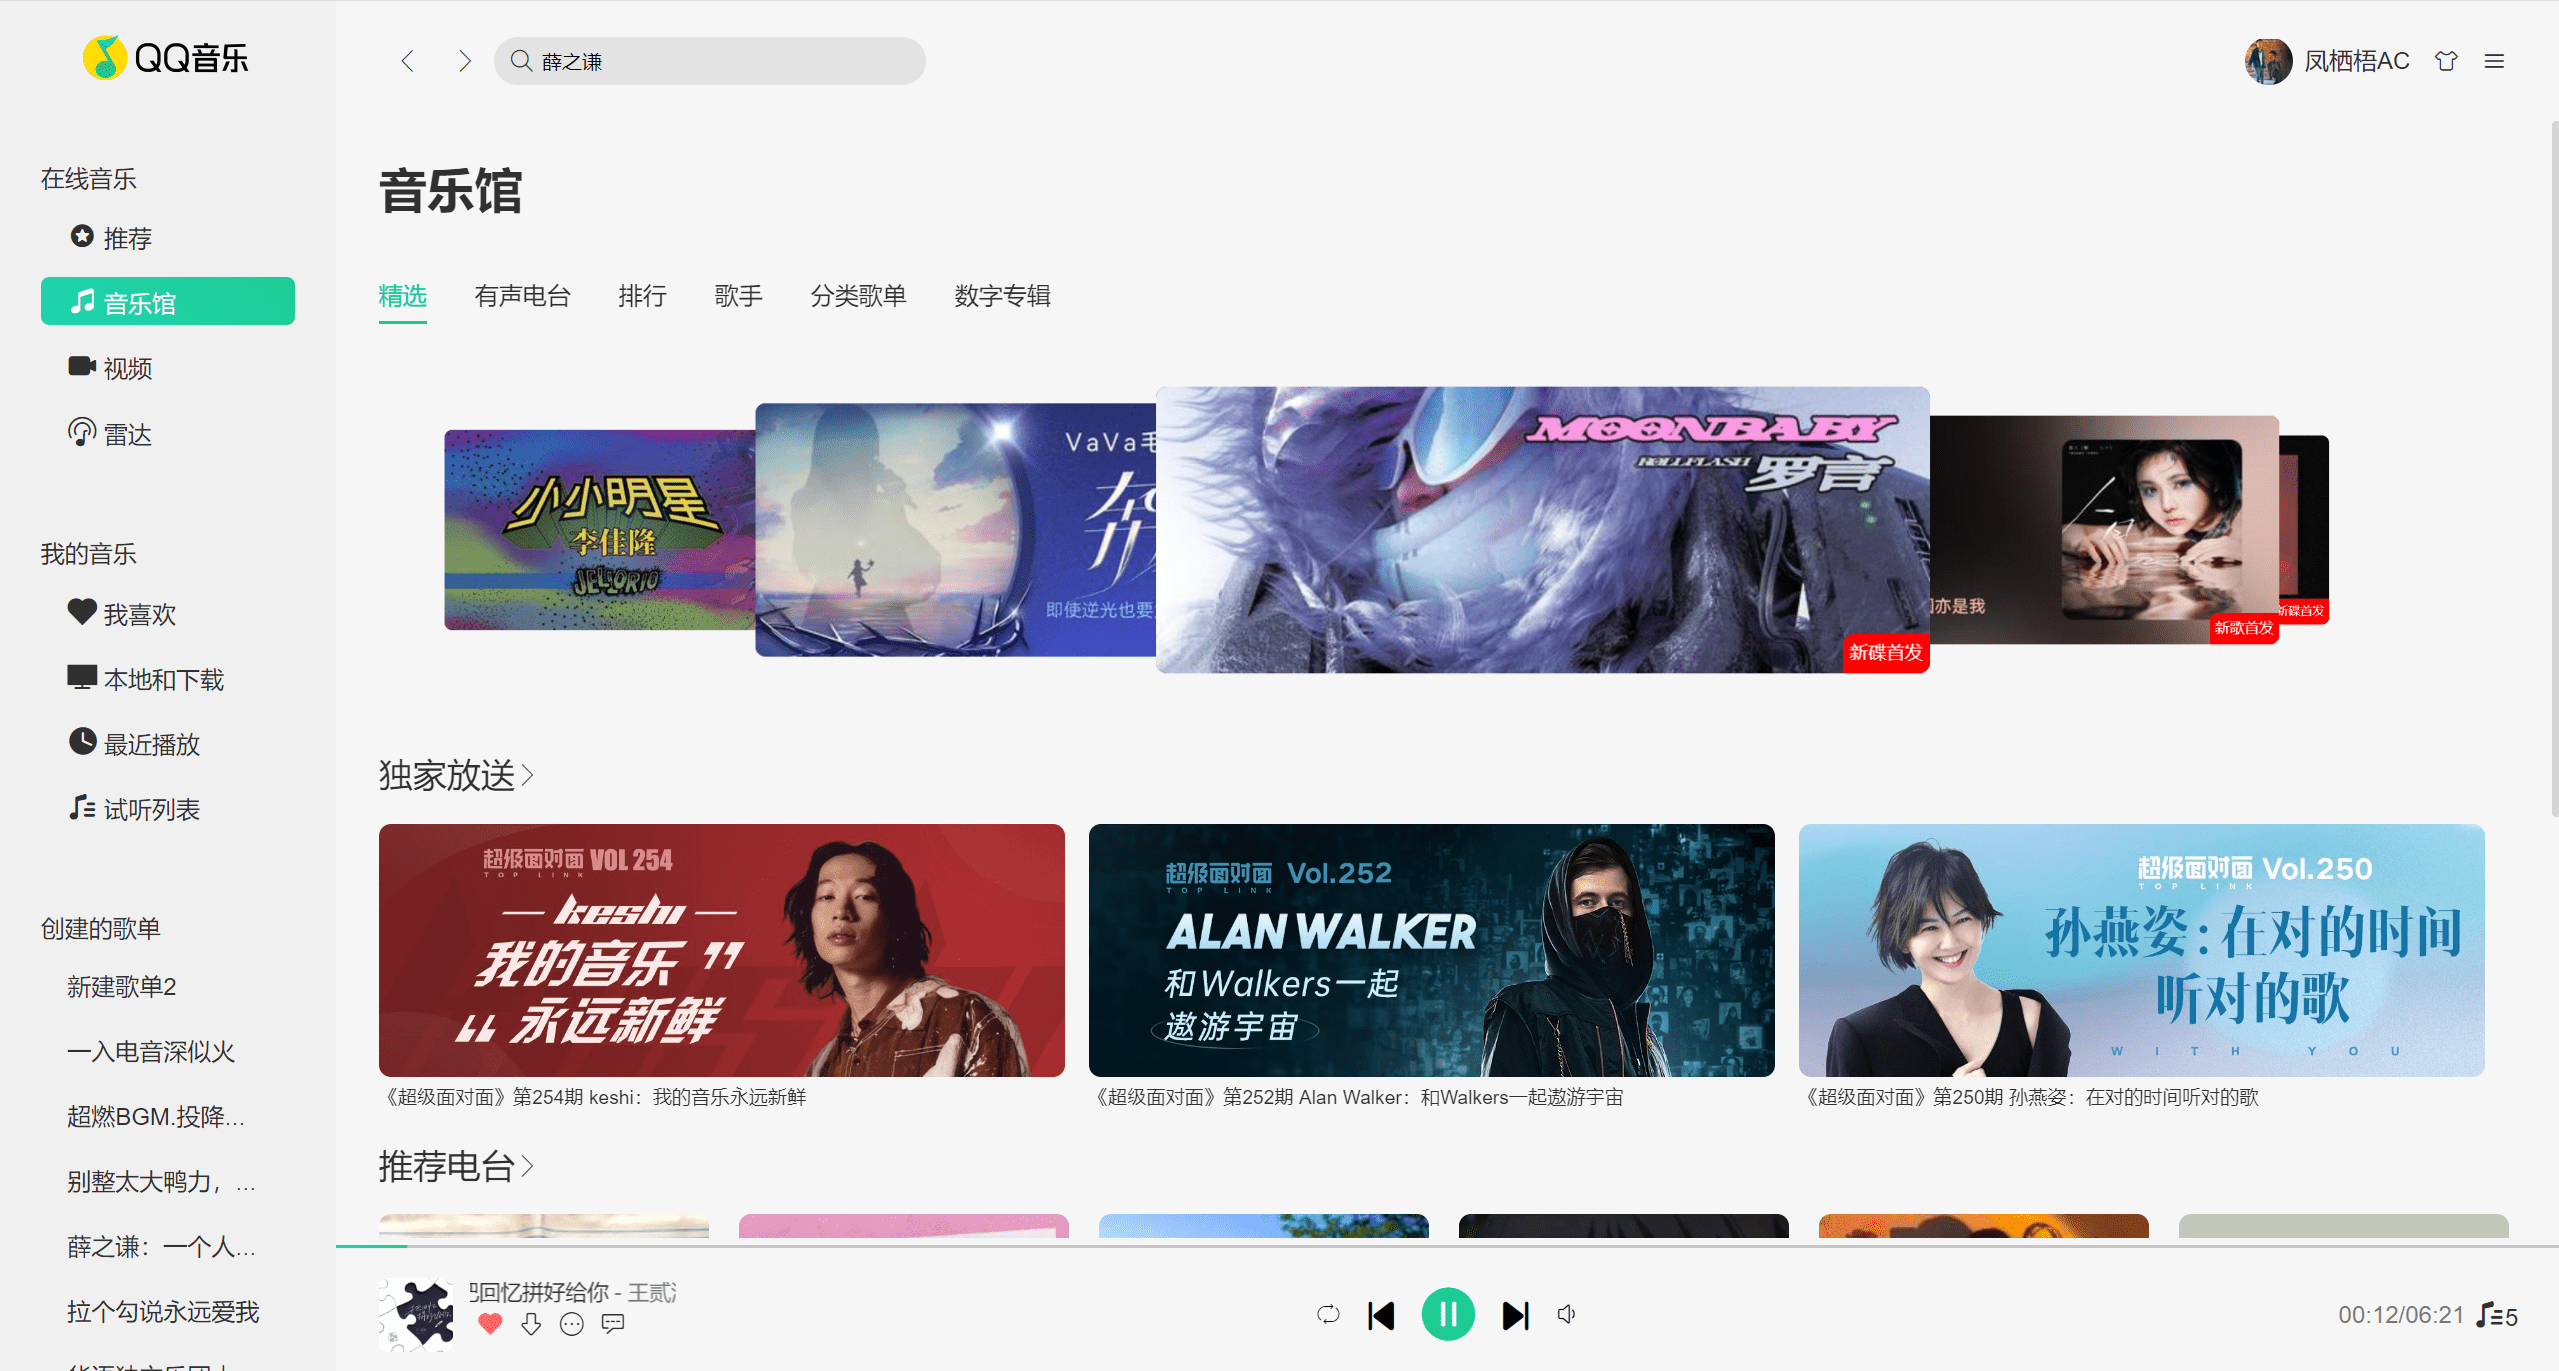 QQ音乐
薛之谦
凤栖梧AC
在线音乐
推荐
音乐馆
视频
雷达
我的音乐
我喜欢
本地和下载
最近播放
试听列表
创建的歌单
新建歌单2
一入电音深似火
超燃BGM.投降...
别整太大鸭力，...
薛之谦：一个人...
拉个勾说永远爱我
音乐馆
精选 有声电台 排行 歌手 分类歌单 数字专辑
小小明星
李佳隆
JELLORIO
VaVa毛
即使逆光也要
MOONBABY
ROLLFLASH 罗言
新碟首发
亦是我
新歌首发
新碟首发
独家放送
超级面对面 VOL 254
TOP LINK
keshi
我的音乐 ”
“ 永远新鲜
《超级面对面》第254期 keshi：我的音乐永远新鲜
超级面对面 Vol.252
TOP LINK
ALAN WALKER
和Walkers一起
遨游宇宙
《超级面对面》第252期 Alan Walker：和Walkers一起遨游宇宙
超级面对面 Vol.250
TOP LINK
孙燕姿:在对的时间
听对的歌
WITH YOU
《超级面对面》第250期 孙燕姿：在对的时间听对的歌
推荐电台
回忆拼好给你 - 王贰
00:12/06:21
5